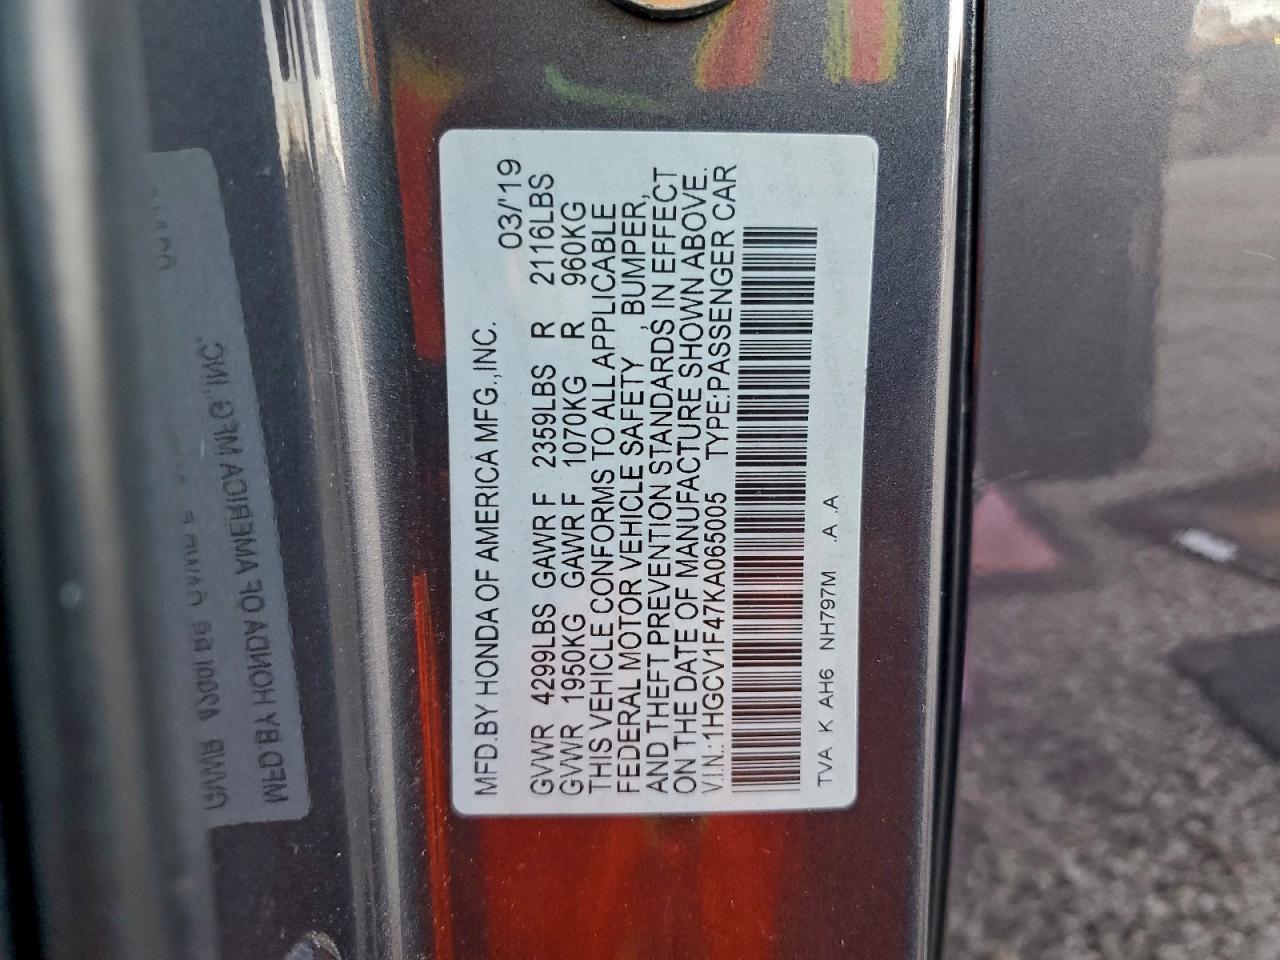 MFD.BY HONDA OF AMERICA MFG.,INC. 03/'19
GVWR 4299LBS GAWR F 2359LBS R 2116LBS
GVWR 1950KG GAWR F 1070KG R 960KG
THIS VEHICLE CONFORMS TO ALL APPLICABLE
FEDERAL MOTOR VEHICLE SAFETY, BUMPER,
AND THEFT PREVENTION STANDARDS IN EFFECT
ON THE DATE OF MANUFACTURE SHOWN ABOVE.
V.I.N.:1HGCV1F47KA065005 TYPE:PASSENGER CAR
TVA K AH6 NH797M .A .A